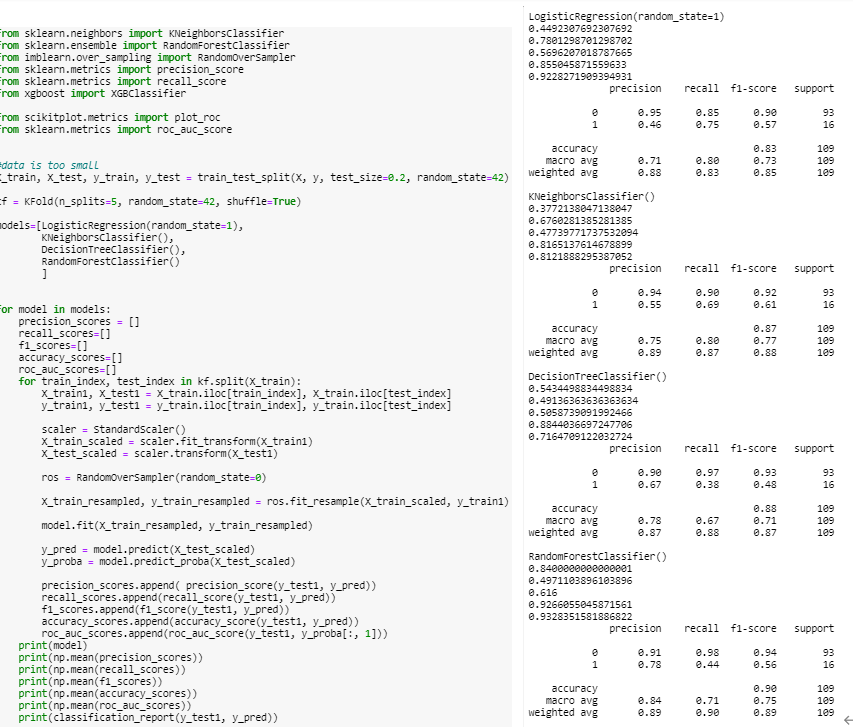 rom sklearn.neighbors import KNeighborsClassifier
rom sklearn.ensemble import RandomForestClassifier
rom imblearn.over_sampling import RandomOverSampler
rom sklearn.metrics import precision_score
rom sklearn.metrics import recall_score
rom xgboost import XGBClassifier
rom scikitplot.metrics import plot_roc
rom sklearn.metrics import roc_auc_score
#data is too small
X_train, X_test, y_train, y_test = train_test_split(X, y, test_size=0.2, random_state=42)
kf = KFold(n_splits=5, random_state=42, shuffle=True)
models=[LogisticRegression(random_state=1),
KNeighborsClassifier(),
DecisionTreeClassifier(),
RandomForestClassifier()
]
for model in models:
precision_scores = []
recall_scores=[]
f1_scores=[]
accuracy_scores=[]
roc_auc_scores=[]
for train_index, test_index in kf.split(X_train):
X_train1, X_test1 = X_train.iloc[train_index], X_train.iloc[test_index]
y_train1, y_test1 = y_train.iloc[train_index], y_train.iloc[test_index]
scaler = StandardScaler()
X_train_scaled = scaler.fit_transform(X_train1)
X_test_scaled = scaler.transform(X_test1)
ros = RandomOverSampler(random_state=0)
X_train_resampled, y_train_resampled = ros.fit_resample(X_train_scaled, y_train1)
model.fit(X_train_resampled, y_train_resampled)
y_pred = model.predict(X_test_scaled)
y_proba = model.predict_proba(X_test_scaled)
precision_scores.append( precision_score(y_test1, y_pred))
recall_scores.append(recall_score(y_test1, y_pred))
f1_scores.append(f1_score(y_test1, y_pred))
accuracy_scores.append(accuracy_score(y_test1, y_pred))
roc_auc_scores.append(roc_auc_score(y_test1, y_proba[:, 1]))
print(model)
print(np.mean(precision_scores))
print(np.mean(recall_scores))
print(np.mean(f1_scores))
print(np.mean(accuracy_scores))
print(np.mean(roc_auc_scores))
print(classification_report(y_test1, y_pred))
LogisticRegression(random_state=1)
0.4492307692307692
0.7801298701298702
0.5696207018787665
0.855045871559633
0.9228271909394931
precision recall f1-score support
0 0.95 0.85 0.90 93
1 0.46 0.75 0.57 16
accuracy 0.83 109
macro avg 0.71 0.80 0.73 109
weighted avg 0.88 0.83 0.85 109
KNeighborsClassifier()
0.3772138047138047
0.6760281385281385
0.47739771737532094
0.8165137614678899
0.8121888295387052
precision recall f1-score support
0 0.94 0.90 0.92 93
1 0.55 0.69 0.61 16
accuracy 0.87 109
macro avg 0.75 0.80 0.77 109
weighted avg 0.89 0.87 0.88 109
DecisionTreeClassifier()
0.5434498834498834
0.49136363636363634
0.5058739091992466
0.8844036697247706
0.7164709122032724
precision recall f1-score support
0 0.90 0.97 0.93 93
1 0.67 0.38 0.48 16
accuracy 0.88 109
macro avg 0.78 0.67 0.71 109
weighted avg 0.87 0.88 0.87 109
RandomForestClassifier()
0.8400000000000001
0.4971103896103896
0.616
0.9266055045871561
0.9328351581886822
precision recall f1-score support
0 0.91 0.98 0.94 93
1 0.78 0.44 0.56 16
accuracy 0.90 109
macro avg 0.84 0.71 0.75 109
weighted avg 0.89 0.90 0.89 109